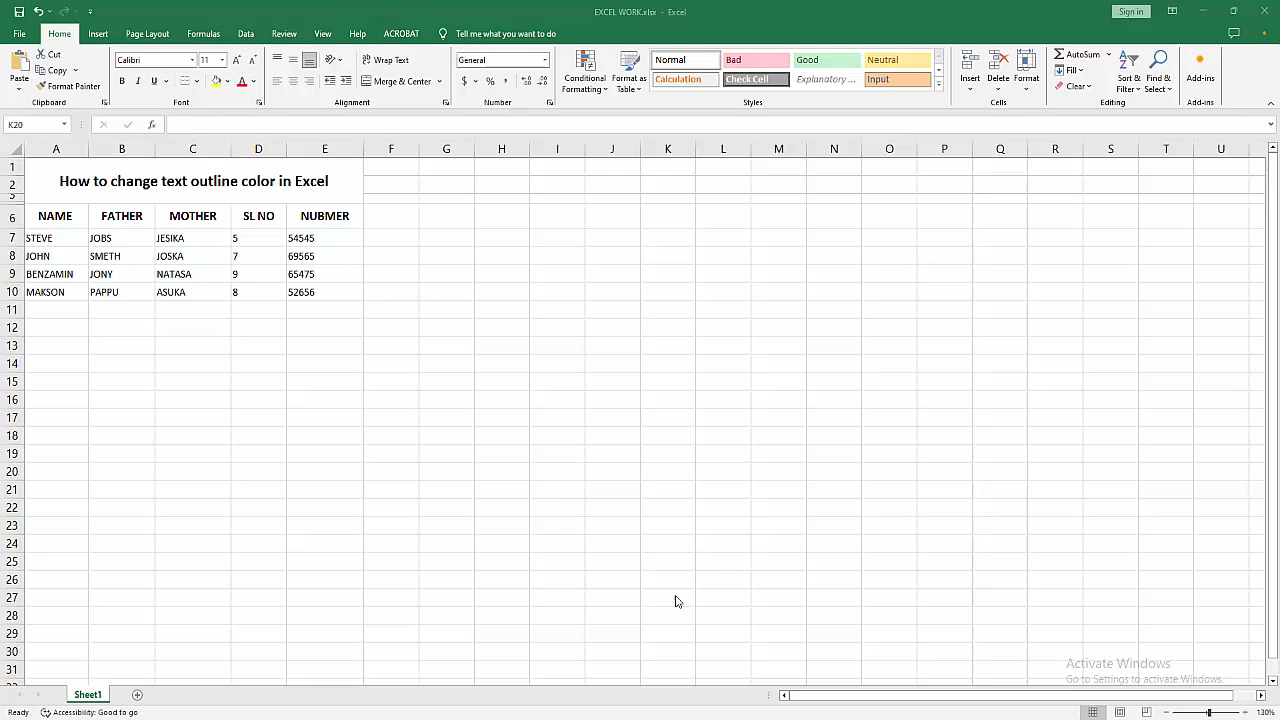 EXCEL WORK.xlsx - Excel
Sign in
File Home Insert Page Layout Formulas Data Review View Help ACROBAT Tell me what you want to do
Paste
Cut
Copy
Format Painter
Clipboard
Calibri 11
B I U
Font
Wrap Text
Merge & Center
Alignment
General
$ % ,
Number
Conditional Formatting
Format as Table
Normal Bad Good Neutral
Calculation Check Cell Explanatory ... Input
Styles
Insert Delete Format
Cells
AutoSum
Fill
Clear
Sort & Filter
Find & Select
Editing
Add-ins
Add-ins
K20 fx
A B C D E F G H I J K L M N O P Q R S T U
1
2 How to change text outline color in Excel
6 NAME FATHER MOTHER SL NO NUBMER
7 STEVE JOBS JESIKA 5 54545
8 JOHN SMETH JOSKA 7 69565
9 BENZAMIN JONY NATASA 9 65475
10 MAKSON PAPPU ASUKA 8 52656
11
12
13
14
15
16
17
18
19
20
21
22
23
24
25
26
27
28
29
30
31
Activate Windows
Go to Settings to activate Windows.
Sheet1
Ready Accessibility: Good to go 130%